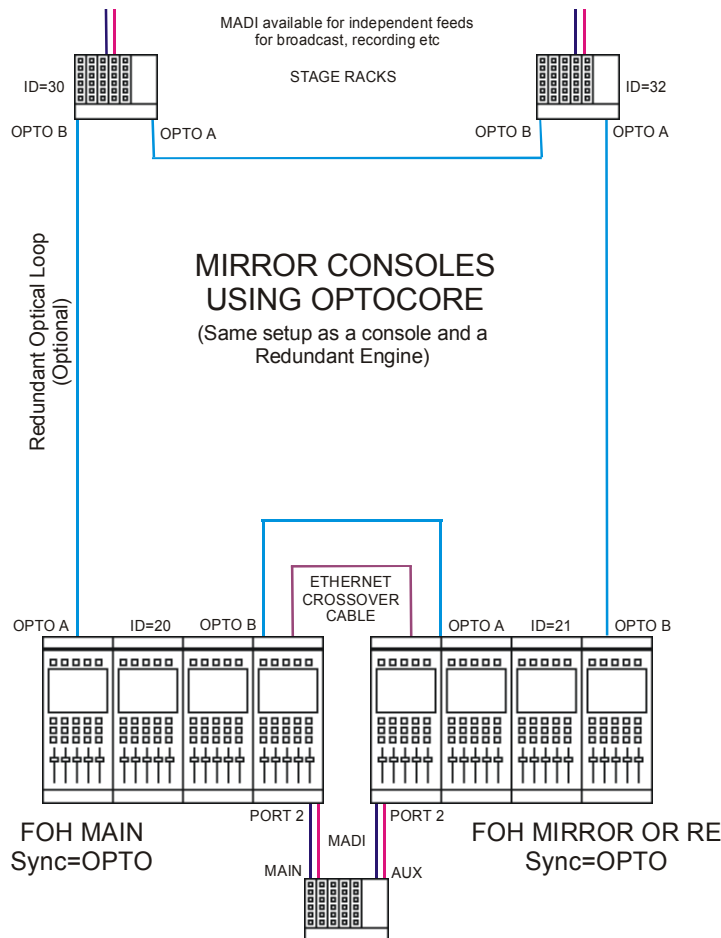 MADI available for independent feeds
for broadcast, recording etc
STAGE RACKS
ID=30
ID=32
OPTO B
OPTO A
OPTO B
OPTO A
MIRROR CONSOLES
USING OPTOCORE
(Same setup as a console and a
Redundant Engine)
Redundant Optical Loop
(Optional)
ETHERNET
CROSSOVER
CABLE
OPTO A
ID=20
OPTO B
OPTO A
ID=21
OPTO B
PORT 2
PORT 2
FOH MAIN
Sync=OPTO
MADI
FOH MIRROR OR RE
Sync=OPTO
MAIN
AUX